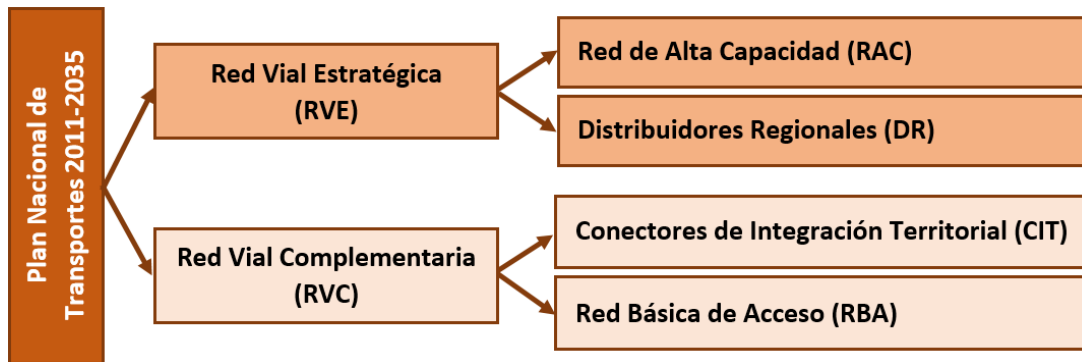 Plan Nacional de
Transportes 2011-2035
Red Vial Estratégica
(RVE)
Red de Alta Capacidad (RAC)
Distribuidores Regionales (DR)
Red Vial Complementaria
(RVC)
Conectores de Integración Territorial (CIT)
Red Básica de Acceso (RBA)